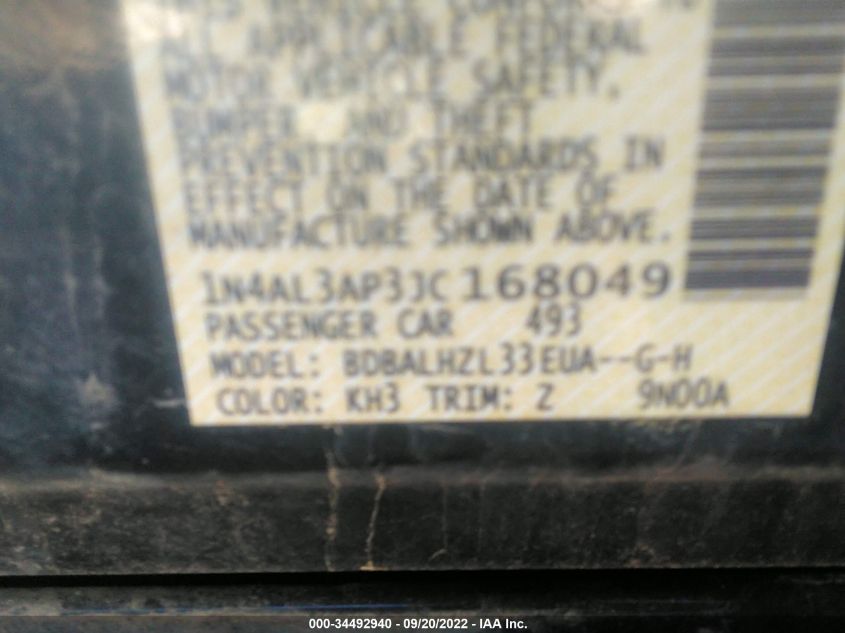 ALL APPLICABLE FEDERAL
MOTOR VEHICLE SAFETY,
BUMPER, AND THEFT
PREVENTION STANDARDS IN
EFFECT ON THE DATE OF
MANUFACTURE SHOWN ABOVE.
1N4AL3AP3JC168049
PASSENGER CAR 493
MODEL: BDBALHZL33EUA--G-H
COLOR: KH3 TRIM: Z 9N00A
000-34492940 - 09/20/2022 - IAA Inc.